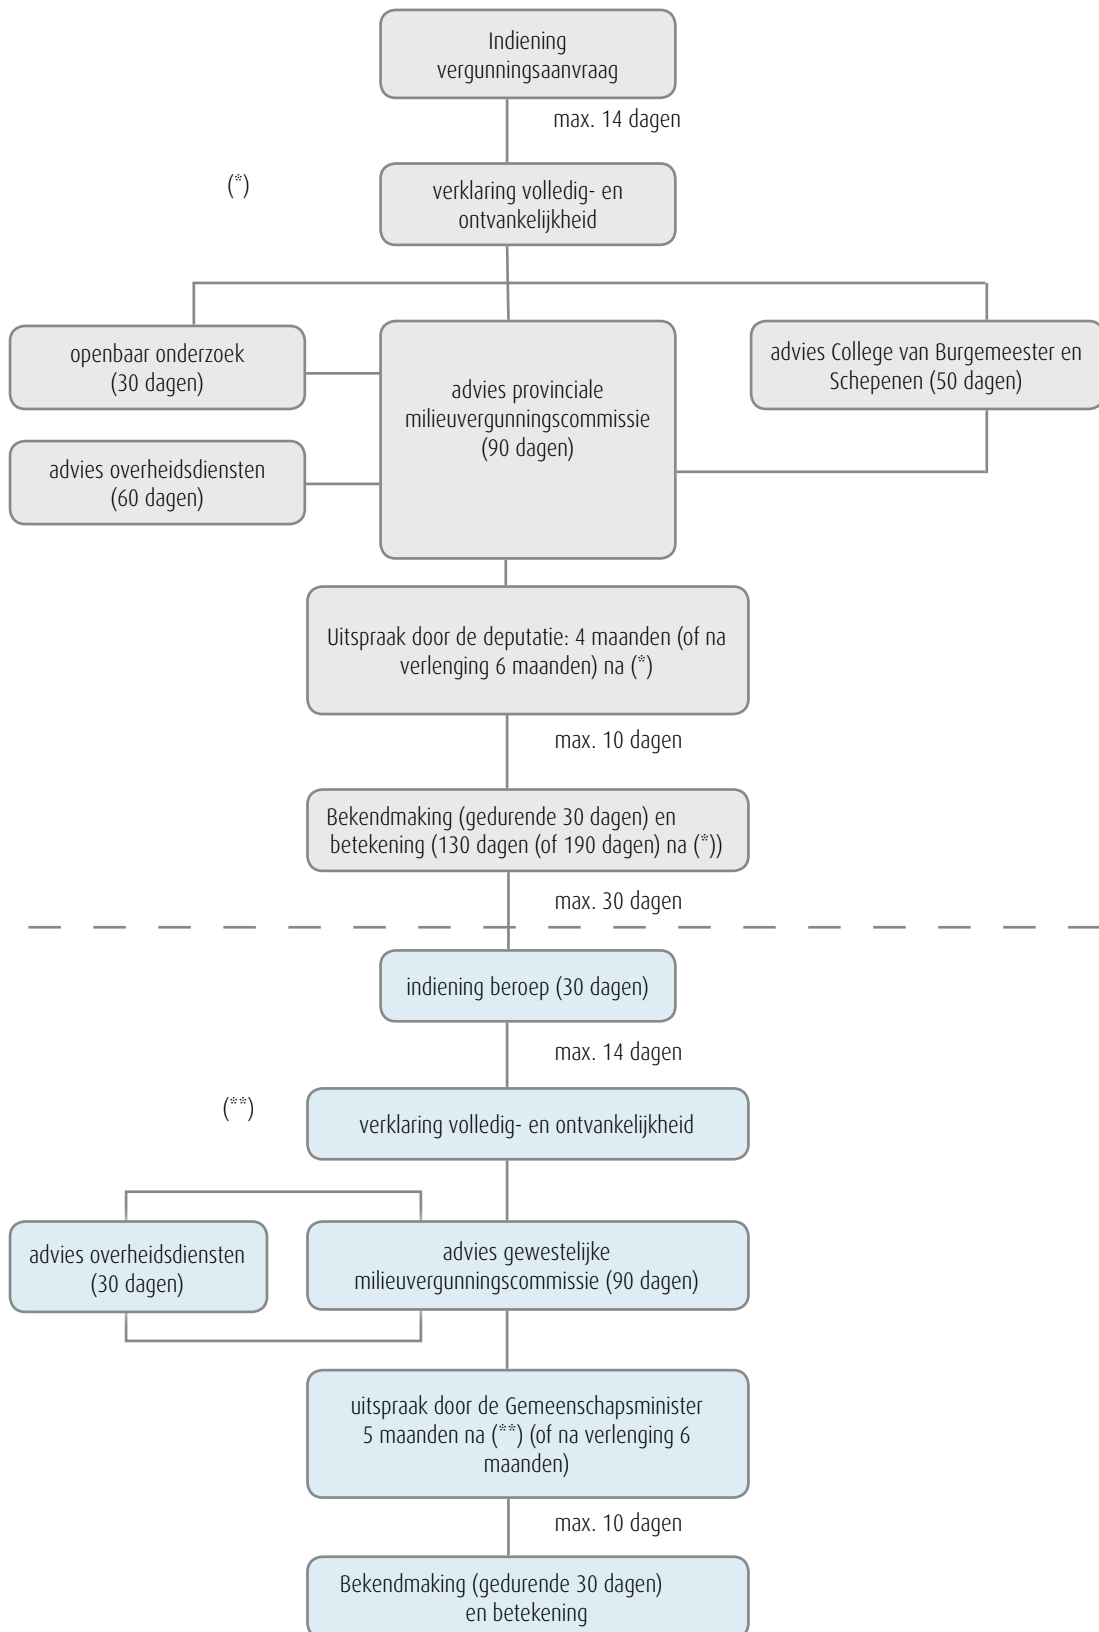 Indiening
vergunningsaanvraag
max. 14 dagen
(*)
verklaring volledig- en
ontvankelijkheid
openbaar onderzoek
(30 dagen)
advies provinciale
milieuvergunningscommissie
(90 dagen)
advies College van Burgemeester en
Schepenen (50 dagen)
advies overheidsdiensten
(60 dagen)
Uitspraak door de deputatie: 4 maanden (of na
verlenging 6 maanden) na (*)
max. 10 dagen
Bekendmaking (gedurende 30 dagen) en
betekening (130 dagen (of 190 dagen) na (*))
max. 30 dagen
indiening beroep (30 dagen)
max. 14 dagen
(**)
verklaring volledig- en ontvankelijkheid
advies overheidsdiensten
(30 dagen)
advies gewestelijke
milieuvergunningscommissie (90 dagen)
uitspraak door de Gemeenschapsminister
5 maanden na (**) (of na verlenging 6
maanden)
max. 10 dagen
Bekendmaking (gedurende 30 dagen)
en betekening